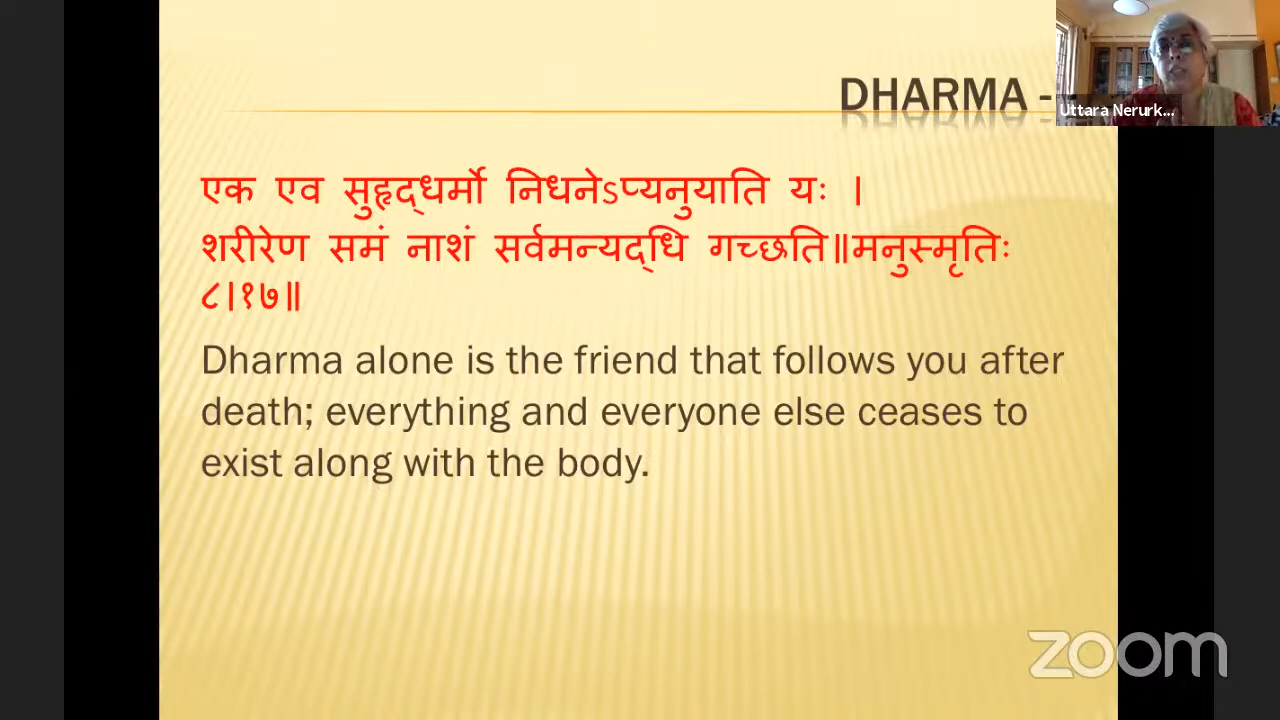 DHARMA -
Uttara Nerurk...
एक एव सुहृद्धर्मो निधनेऽप्यनुयाति यः ।
शरीरेण समं नाशं सर्वमन्यद्धि गच्छति॥मनुस्मृतिः
८।१७॥
Dharma alone is the friend that follows you after
death; everything and everyone else ceases to
exist along with the body.
zoom